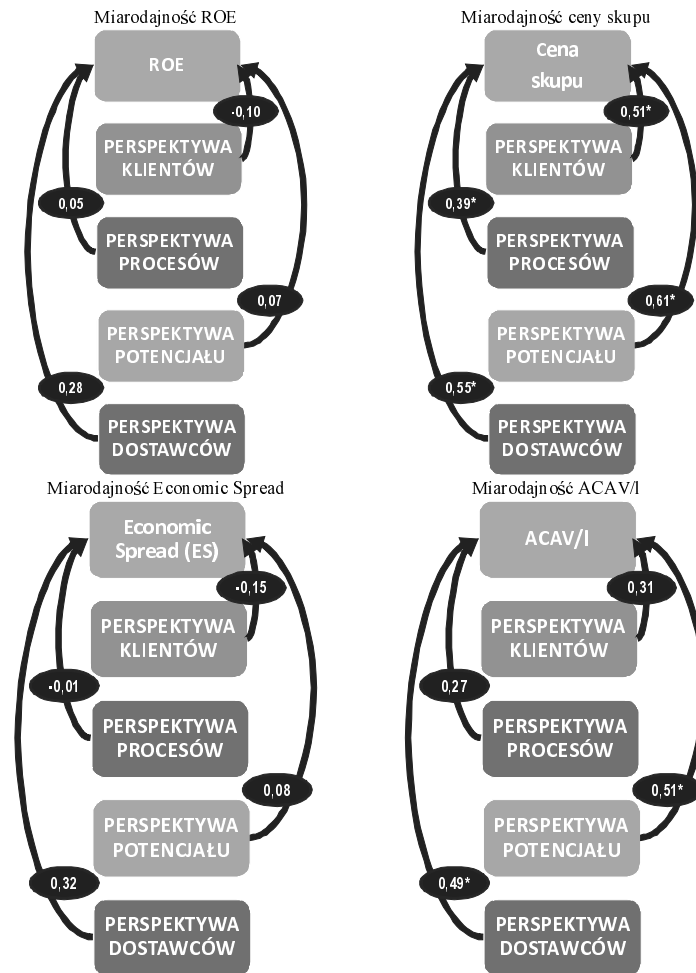 Miarodajność ROE
ROE
-0,10
PERSPEKTYWA
KLIENTÓW
0,05
PERSPEKTYWA
PROCESÓW
0,07
PERSPEKTYWA
POTENCJAŁU
0,28
PERSPEKTYWA
DOSTAWCÓW
Miarodajność ceny skupu
Cena
skupu
0,51*
PERSPEKTYWA
KLIENTÓW
0,39*
PERSPEKTYWA
PROCESÓW
0,61*
PERSPEKTYWA
POTENCJAŁU
0,55*
PERSPEKTYWA
DOSTAWCÓW
Miarodajność Economic Spread
Economic
Spread (ES)
-0,15
PERSPEKTYWA
KLIENTÓW
-0,01
PERSPEKTYWA
PROCESÓW
0,08
PERSPEKTYWA
POTENCJAŁU
0,32
PERSPEKTYWA
DOSTAWCÓW
Miarodajność ACAV/l
ACAV/l
0,31
PERSPEKTYWA
KLIENTÓW
0,27
PERSPEKTYWA
PROCESÓW
0,51*
PERSPEKTYWA
POTENCJAŁU
0,49*
PERSPEKTYWA
DOSTAWCÓW